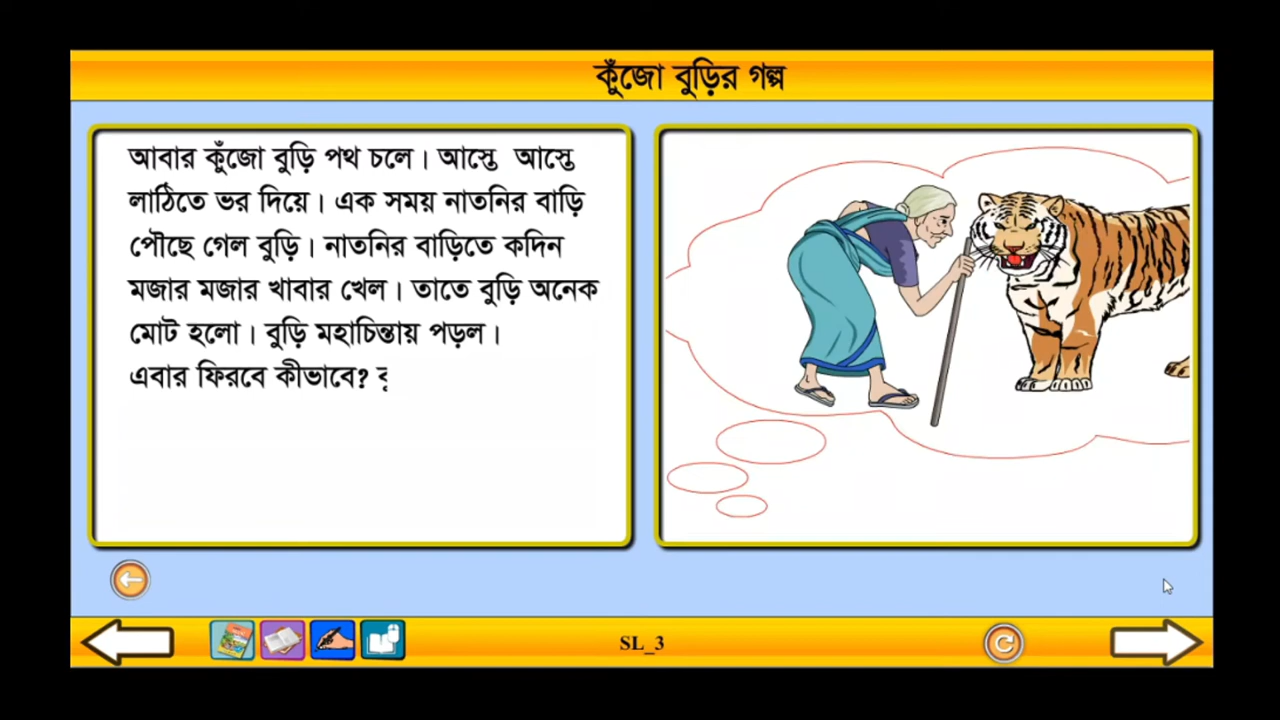 কুঁজো বুড়ির গল্প
আবার কুঁজো বুড়ি পথ চলে। আস্তে আস্তে
লাঠিতে ভর দিয়ে। এক সময় নাতনির বাড়ি
পৌছে গেল বুড়ি। নাতনির বাড়িতে কদিন
মজার মজার খাবার খেল। তাতে বুড়ি অনেক
মোট হলো। বুড়ি মহাচিন্তায় পড়ল।
এবার ফিরবে কীভাবে?
SL_3